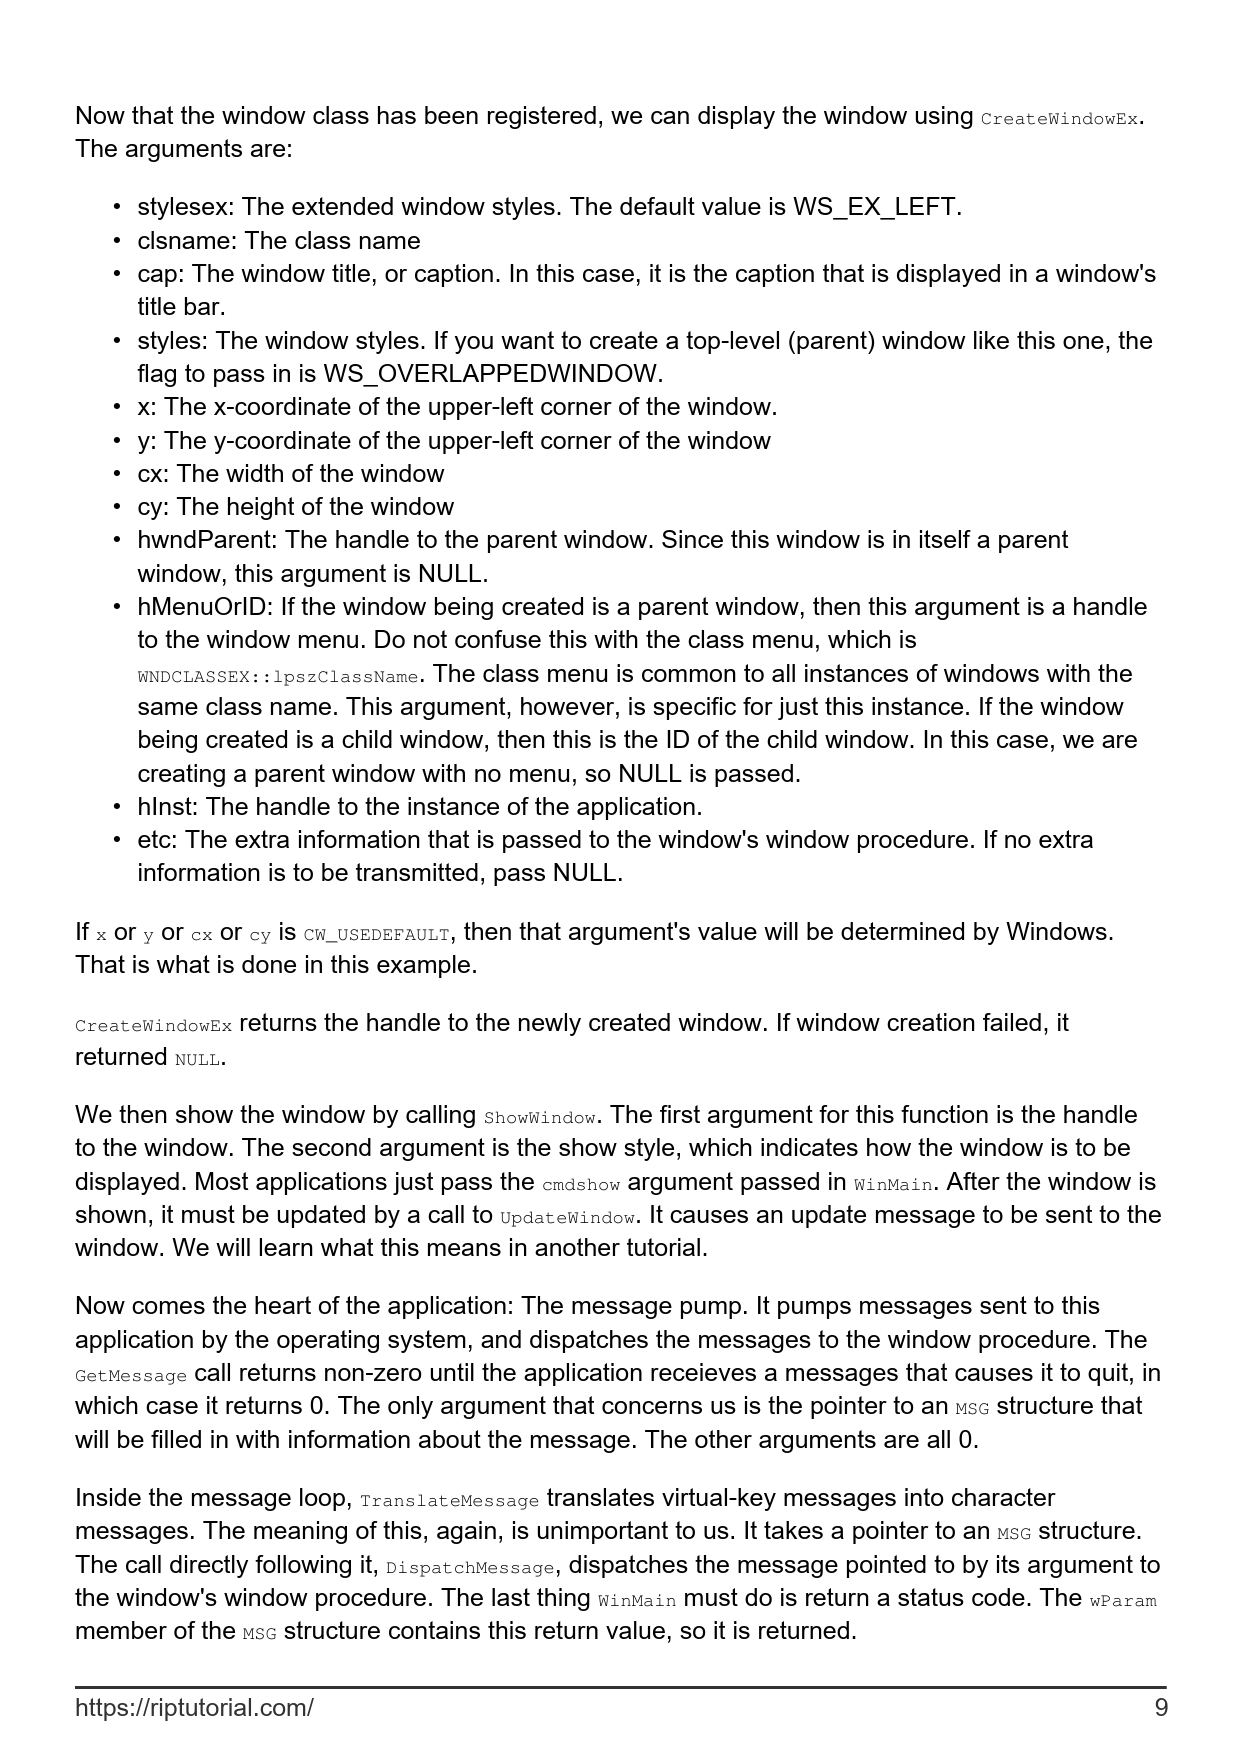 Now that the window class has been registered, we can display the window using CreateWindowEx.
The arguments are:
• stylesex: The extended window styles. The default value is WS_EX_LEFT.
• clsname: The class name
• cap: The window title, or caption. In this case, it is the caption that is displayed in a window's
title bar.
• styles: The window styles. If you want to create a top-level (parent) window like this one, the
flag to pass in is WS_OVERLAPPEDWINDOW.
• x: The x-coordinate of the upper-left corner of the window.
• y: The y-coordinate of the upper-left corner of the window
• cx: The width of the window
• cy: The height of the window
• hwndParent: The handle to the parent window. Since this window is in itself a parent
window, this argument is NULL.
• hMenuOrID: If the window being created is a parent window, then this argument is a handle
to the window menu. Do not confuse this with the class menu, which is
WNDCLASSEX::lpszClassName. The class menu is common to all instances of windows with the
same class name. This argument, however, is specific for just this instance. If the window
being created is a child window, then this is the ID of the child window. In this case, we are
creating a parent window with no menu, so NULL is passed.
• hInst: The handle to the instance of the application.
• etc: The extra information that is passed to the window's window procedure. If no extra
information is to be transmitted, pass NULL.
If x or y or cx or cy is CW_USEDEFAULT, then that argument's value will be determined by Windows.
That is what is done in this example.
CreateWindowEx returns the handle to the newly created window. If window creation failed, it
returned NULL.
We then show the window by calling ShowWindow. The first argument for this function is the handle
to the window. The second argument is the show style, which indicates how the window is to be
displayed. Most applications just pass the cmdshow argument passed in WinMain. After the window is
shown, it must be updated by a call to UpdateWindow. It causes an update message to be sent to the
window. We will learn what this means in another tutorial.
Now comes the heart of the application: The message pump. It pumps messages sent to this
application by the operating system, and dispatches the messages to the window procedure. The
GetMessage call returns non-zero until the application receieves a messages that causes it to quit, in
which case it returns 0. The only argument that concerns us is the pointer to an MSG structure that
will be filled in with information about the message. The other arguments are all 0.
Inside the message loop, TranslateMessage translates virtual-key messages into character
messages. The meaning of this, again, is unimportant to us. It takes a pointer to an MSG structure.
The call directly following it, DispatchMessage, dispatches the message pointed to by its argument to
the window's window procedure. The last thing WinMain must do is return a status code. The wParam
member of the MSG structure contains this return value, so it is returned.
https://riptutorial.com/ 9